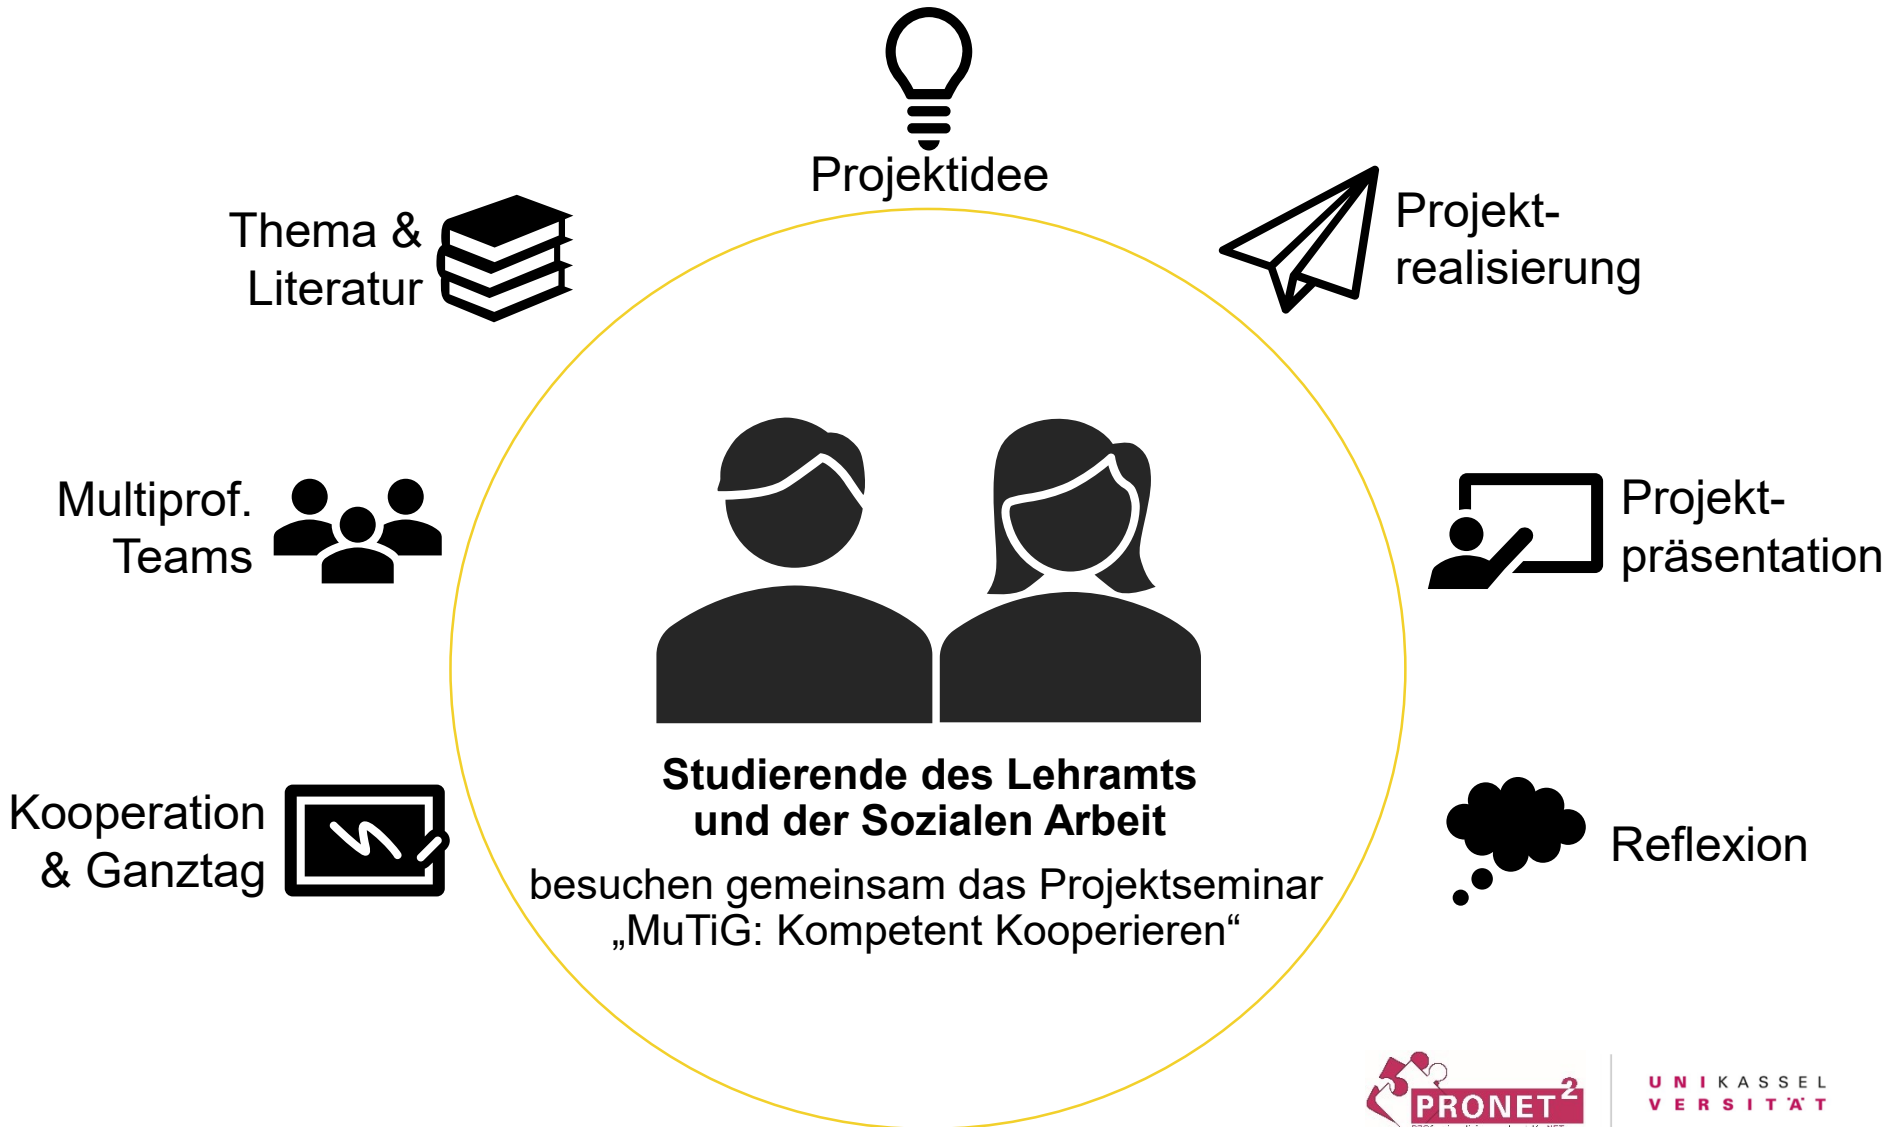 Projektidee
Thema &
Literatur
Projekt-
realisierung
Multiprof.
Teams
Projekt-
präsentation
Kooperation
& Ganztag
Reflexion
Studierende des Lehramts
und der Sozialen Arbeit
besuchen gemeinsam das Projektseminar
„MuTiG: Kompetent Kooperieren“
PRONET²
UNIKASSEL
VERSITÄT